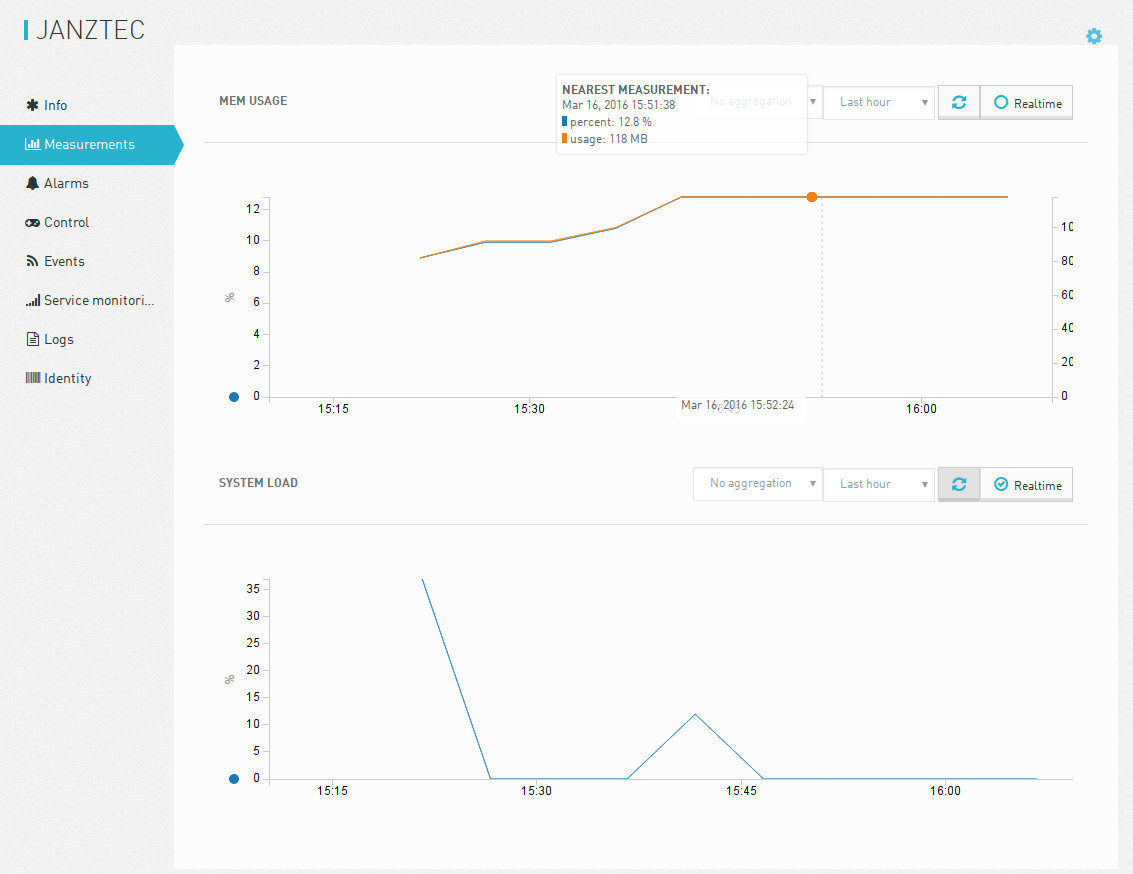 JANZTEC
Info
Measurements
Alarms
Control
Events
Service monitori...
Logs
Identity
MEM USAGE
NEAREST MEASUREMENT:
Mar 16, 2016 15:51:38
percent: 12.8 %
usage: 118 MB
No aggregation
Last hour
Realtime
12
10
8
6
4
2
0
%
10
80
60
40
20
0
15:15
15:30
16:45
16:00
Mar 16, 2016 15:52:24
SYSTEM LOAD
No aggregation
Last hour
Realtime
35
30
25
20
15
10
5
0
%
15:15
15:30
15:45
16:00